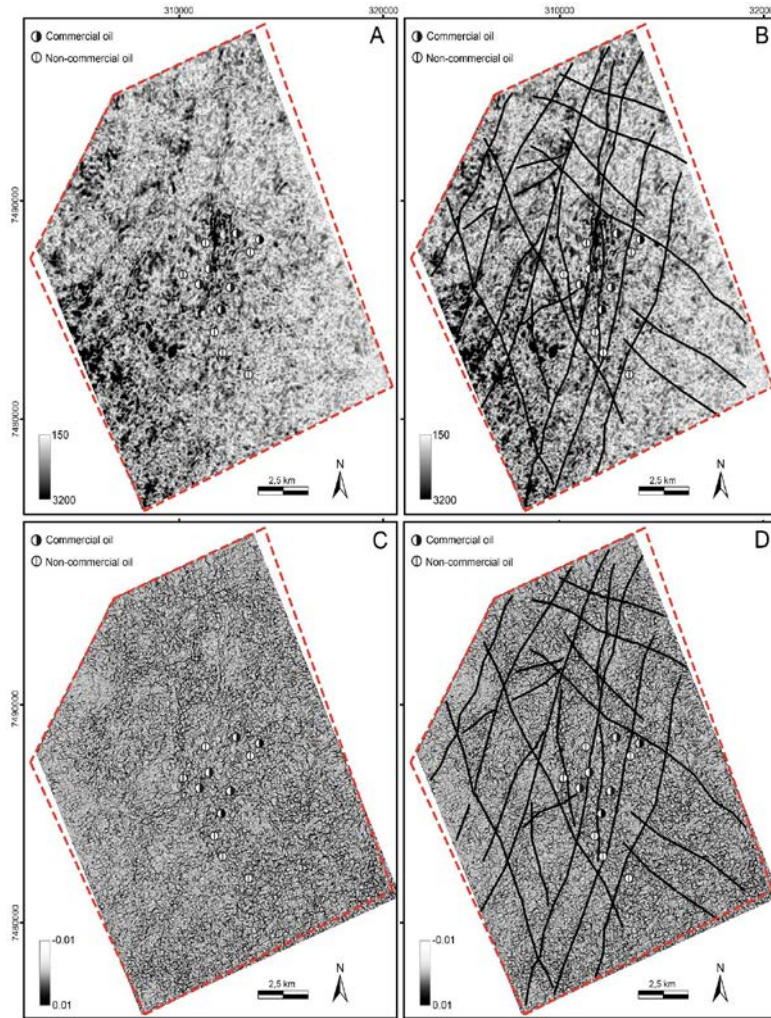 310000 320000 310000 32000
Commercial oil A Commercial oil B
Non-commercial oil Non-commercial oil
7490000
7480000
150 150
3200 3200
N N
2,5 km 2,5 km
Commercial oil C Commercial oil D
Non-commercial oil Non-commercial oil
7490000
7480000
-0.01 -0.01
0.01 0.01
N N
2,5 km 2,5 km